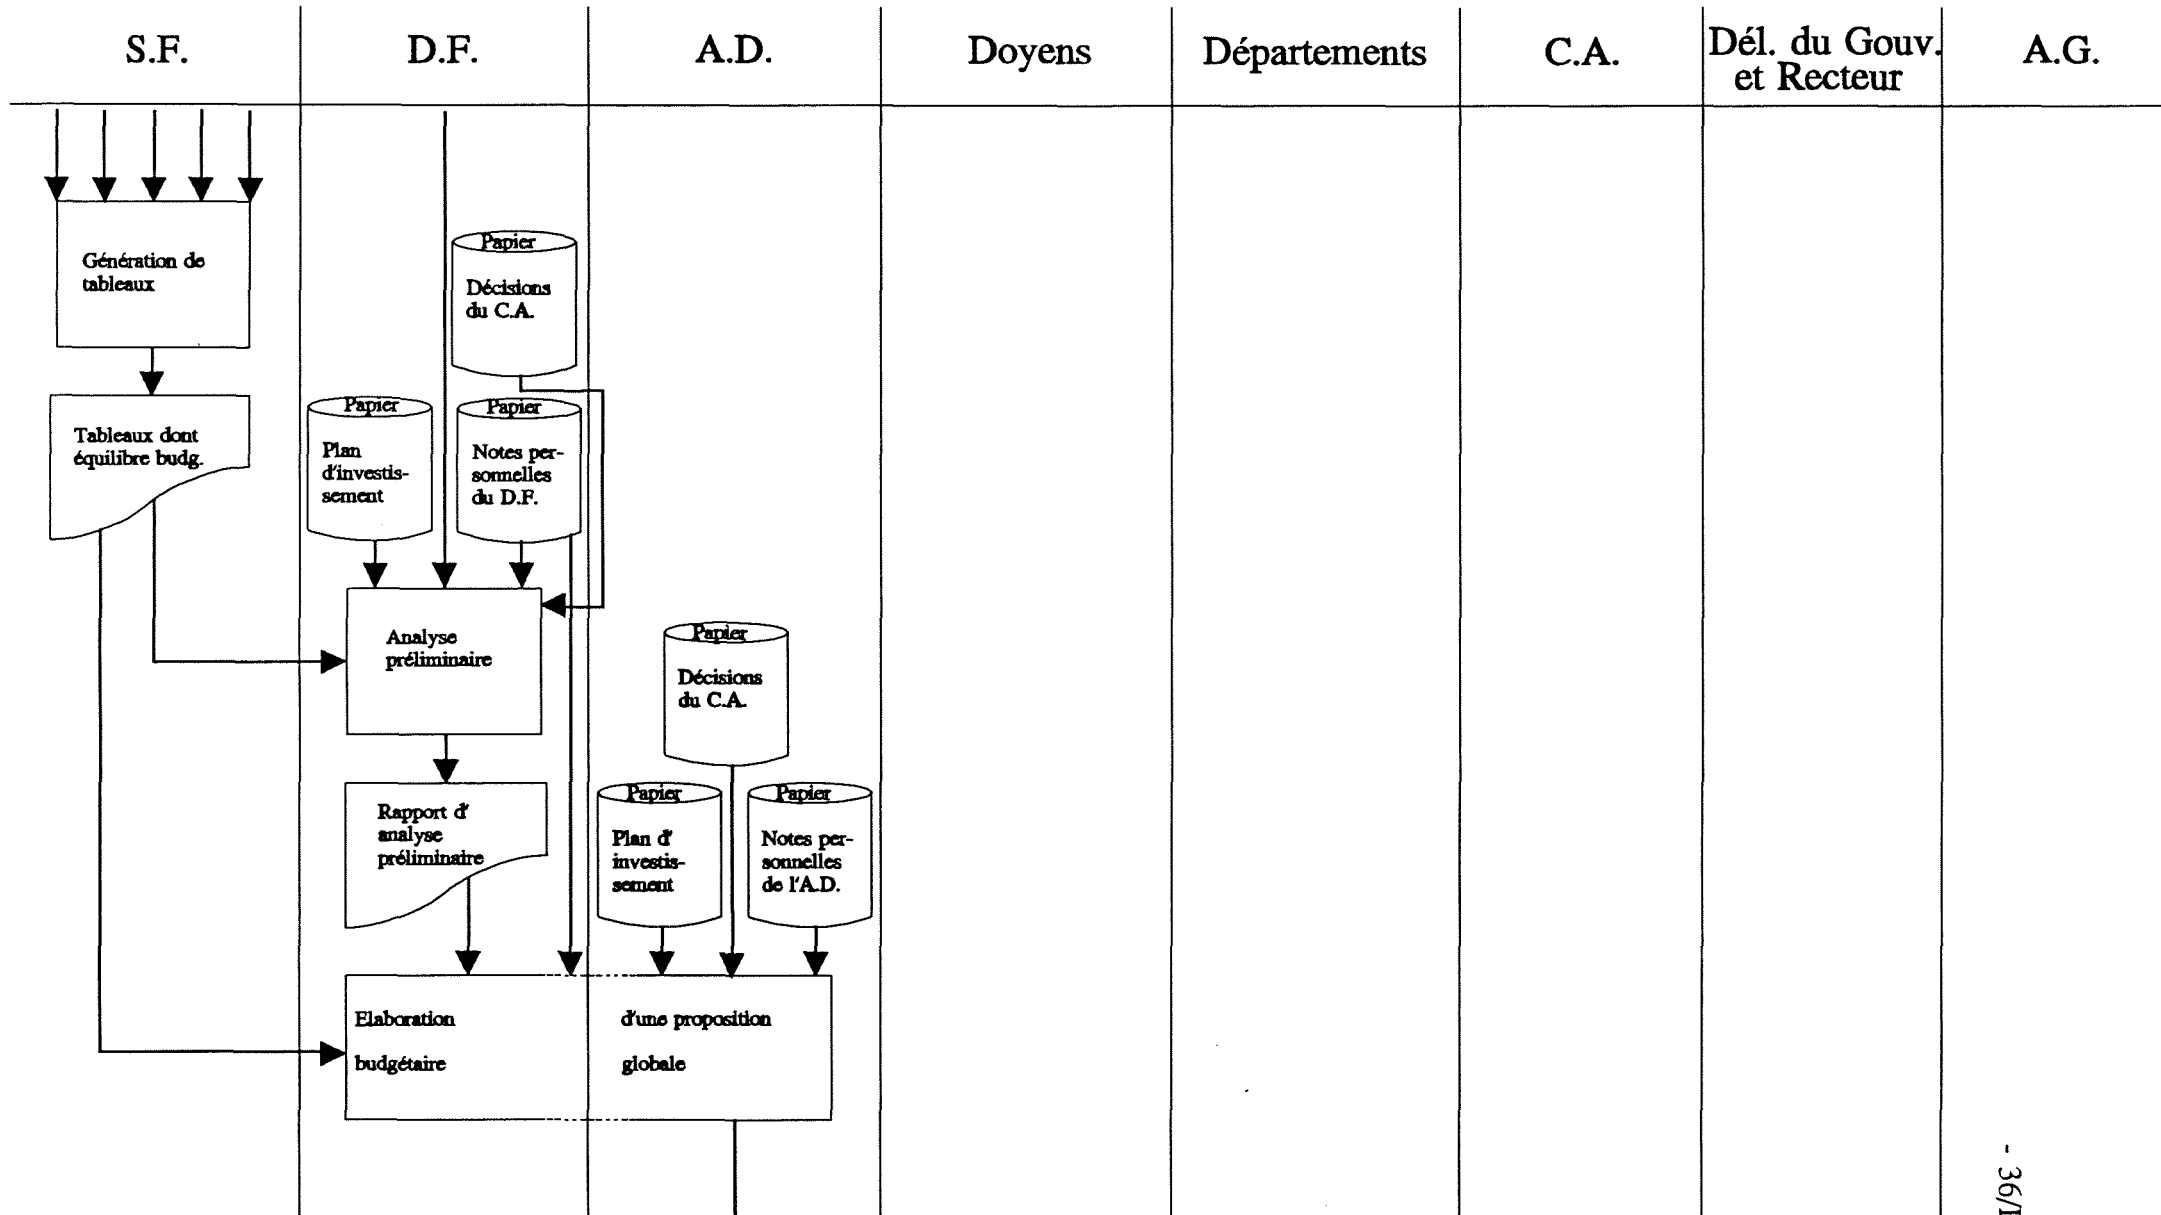 S.F.
D.F.
A.D.
Doyens
Départements
C.A.
Dél. du Gouv.
et Recteur
A.G.
Génération de
tableaux
Papier
Décisions
du C.A.
Tableaux dont
équilibre budg.
Papier
Plan
d'investis-
sement
Papier
Notes per-
sonnelles
du D.F.
Analyse
préliminaire
Papier
Décisions
du C.A.
Rapport d'
analyse
préliminaire
Papier
Plan d'
investis-
sement
Papier
Notes per-
sonnelles
de l'A.D.
Elaboration
budgétaire
d'une proposition
globale